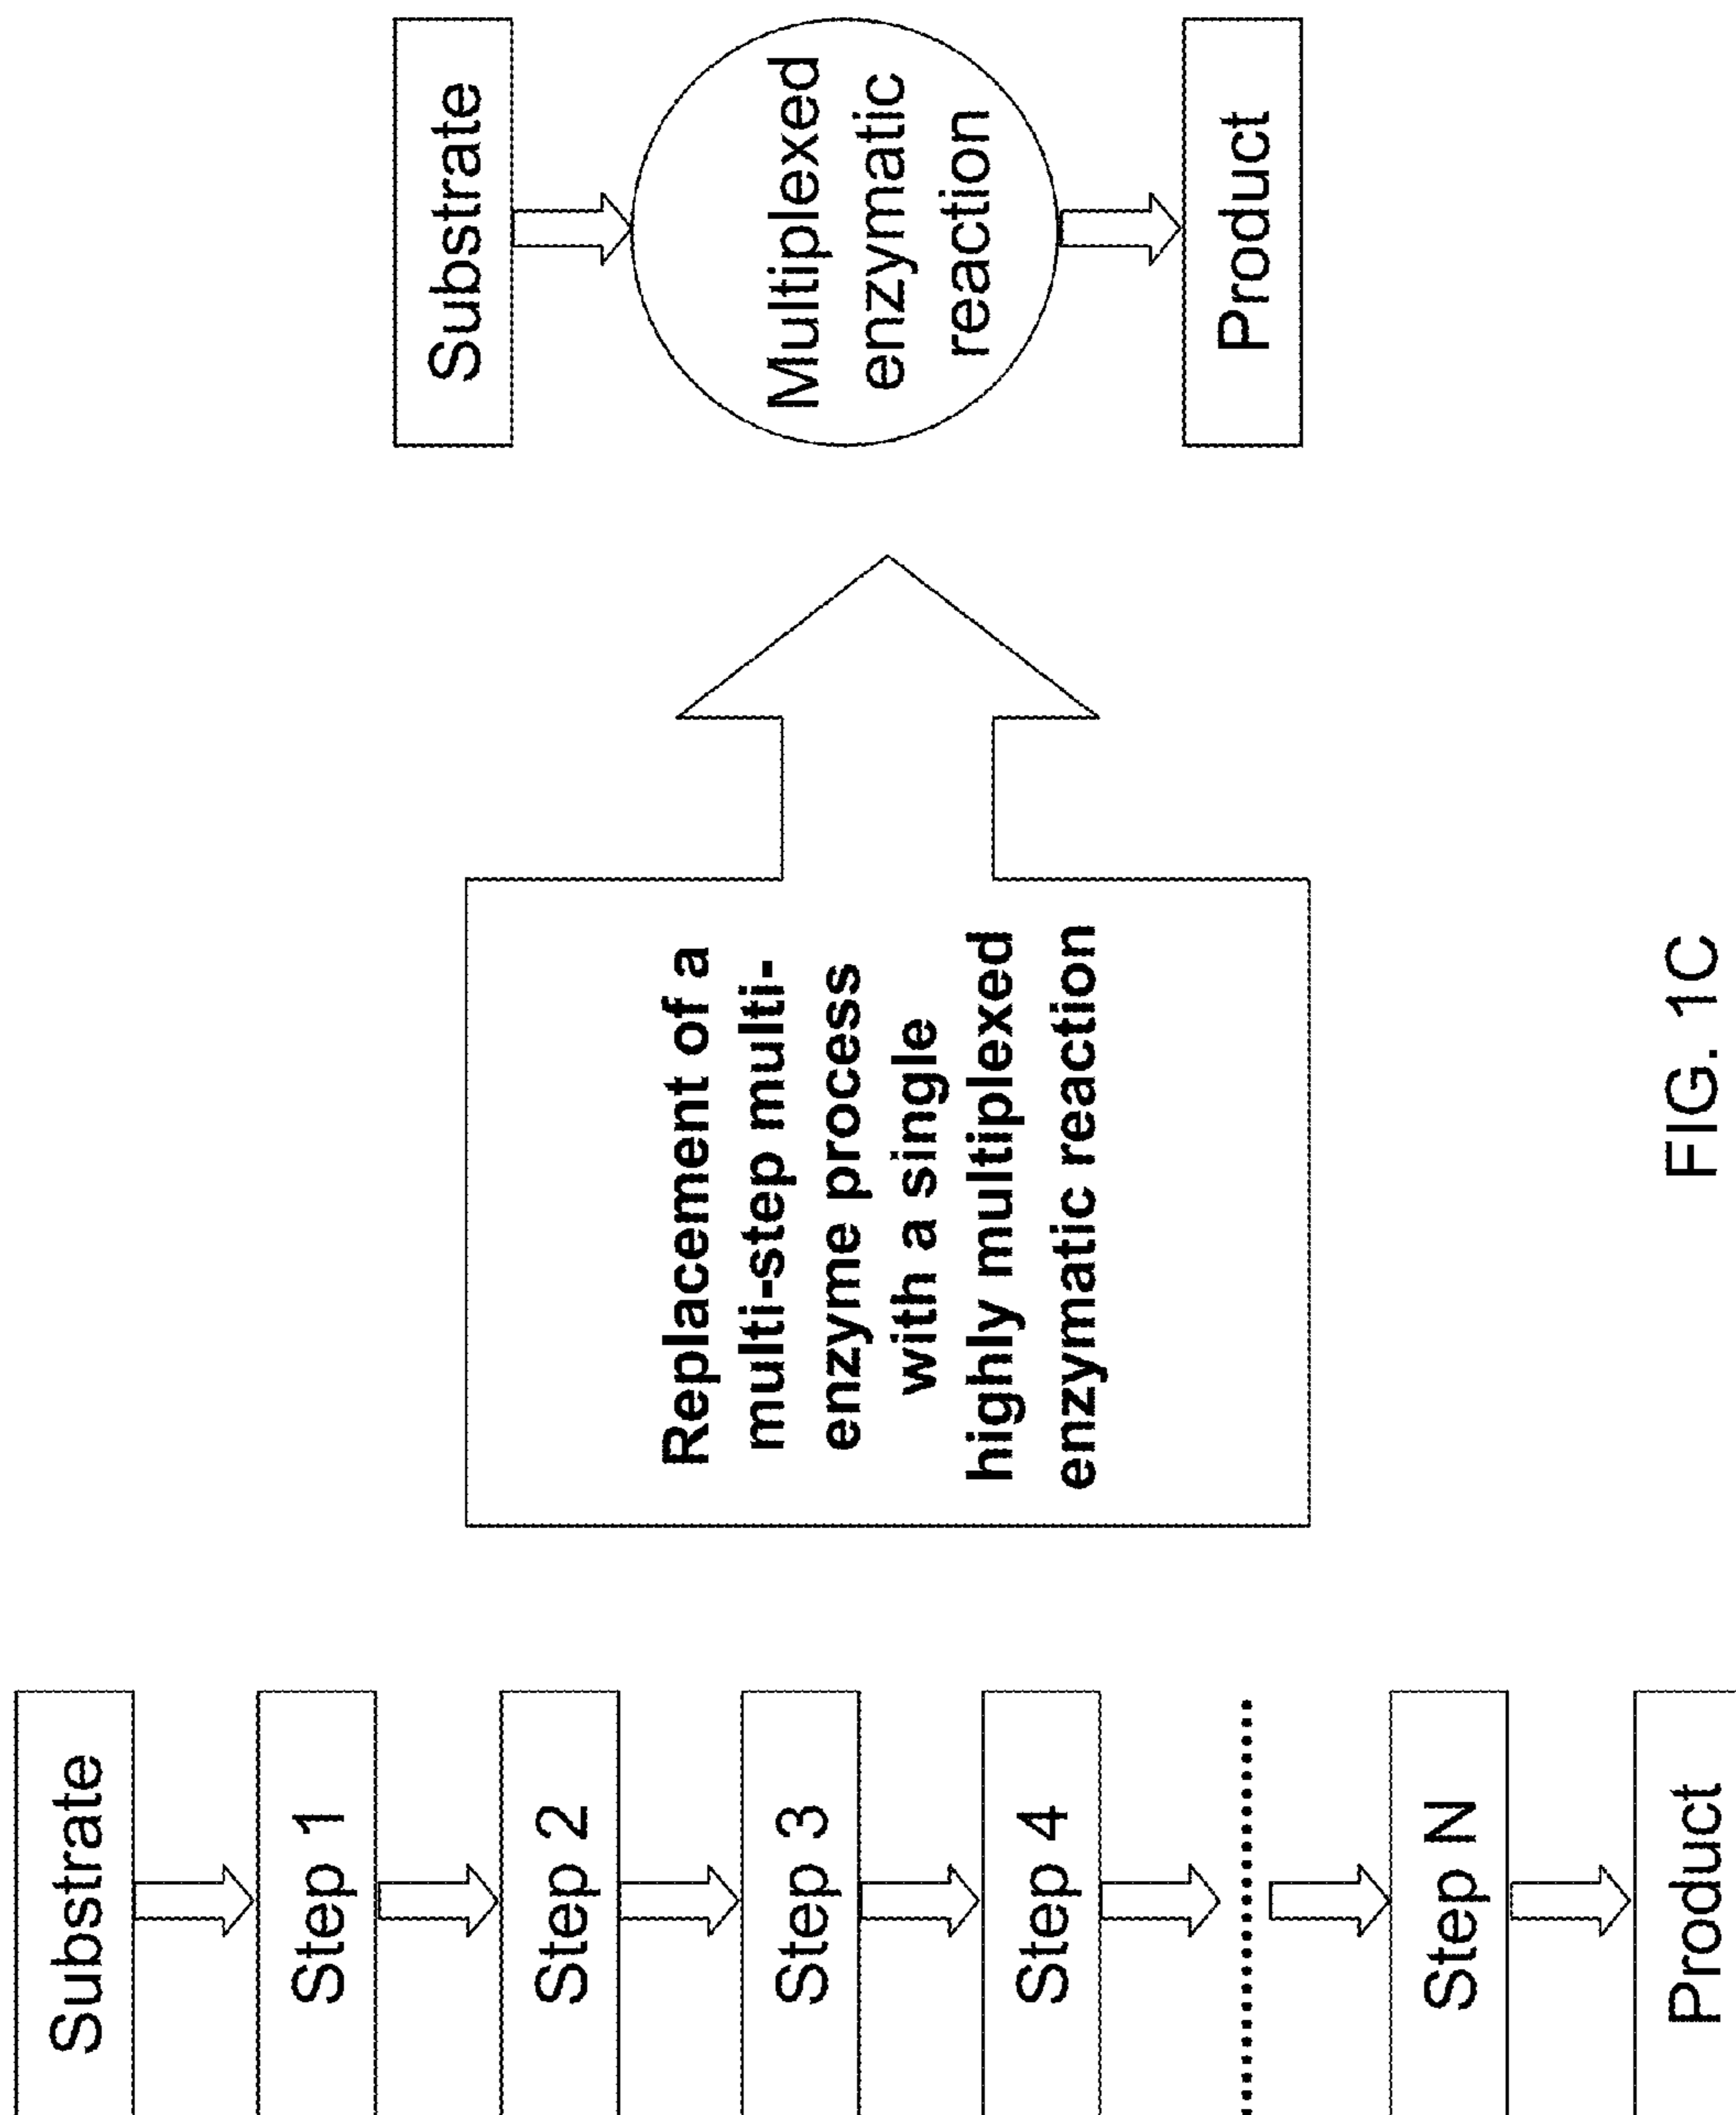 Substrate
Step 1
Step 2
Step 3
Step 4
Step N
Product
Replacement of a
multi-step multi-
enzyme process
with a single
highly multiplexed
enzymatic reaction
Substrate
Multiplexed
enzymatic
reaction
Product
FIG. 1C